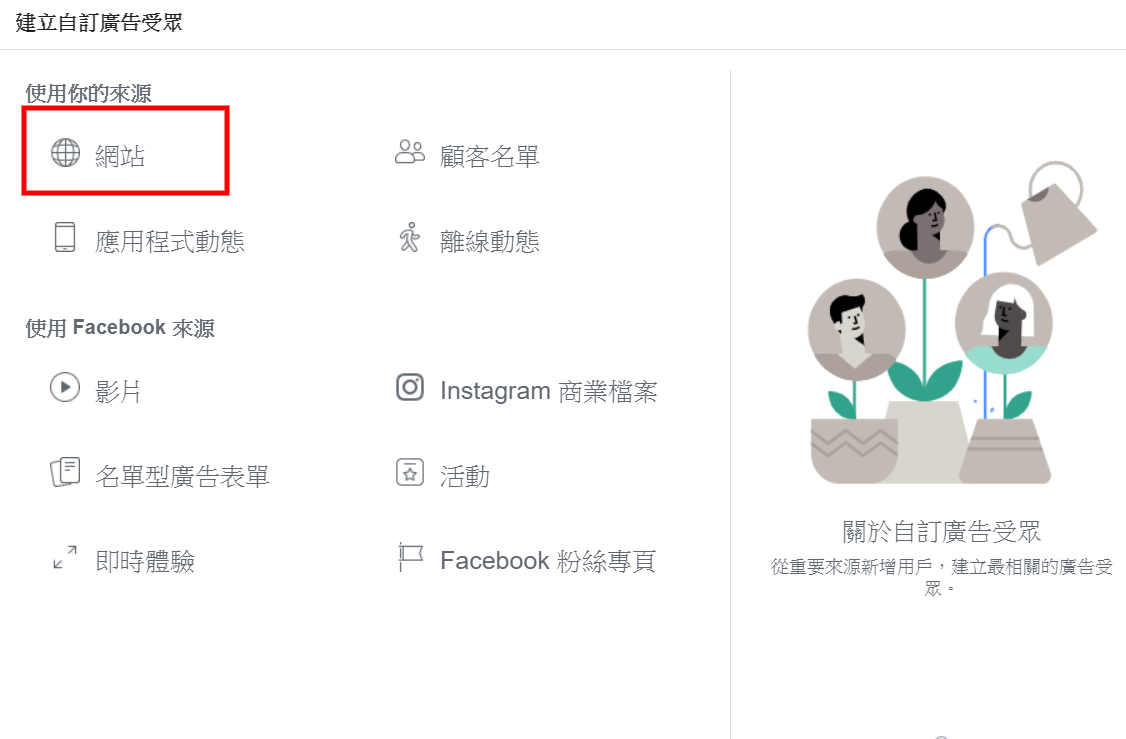 建立自訂廣告受眾
使用你的來源
網站
顧客名單
應用程式動態
離線動態
使用 Facebook 來源
影片
Instagram 商業檔案
名單型廣告表單
活動
即時體驗
Facebook 粉絲專頁
關於自訂廣告受眾
從重要來源新增用戶，建立最相關的廣告受
眾。